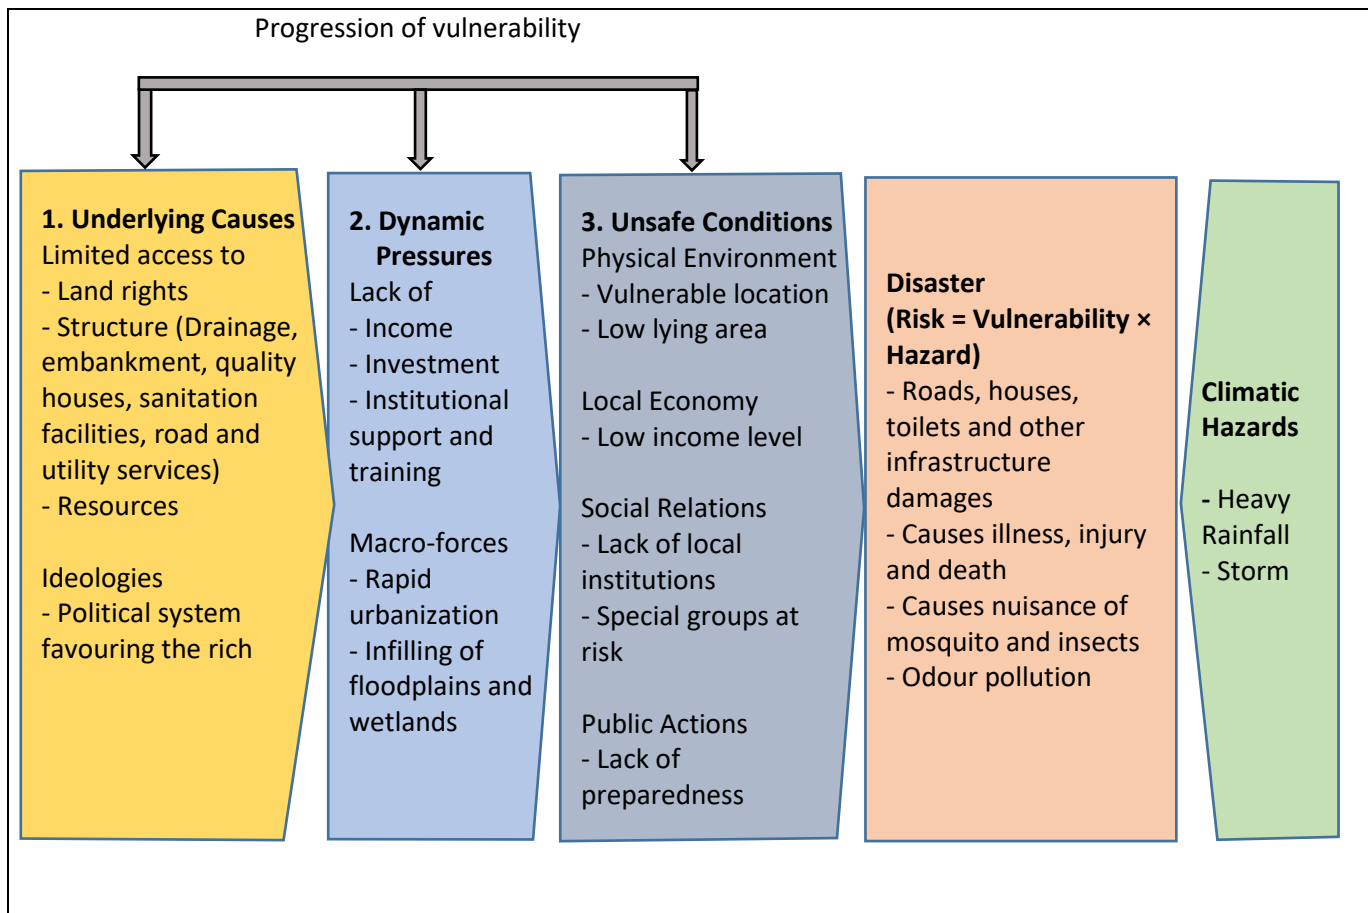 Progression of vulnerability
1. Underlying Causes
Limited access to
- Land rights
- Structure (Drainage,
embankment, quality
houses, sanitation
facilities, road and
utility services)
- Resources
Ideologies
- Political system
favouring the rich
2. Dynamic
Pressures
Lack of
- Income
- Investment
- Institutional
support and
training
Macro-forces
- Rapid
urbanization
- Infilling of
floodplains and
wetlands
3. Unsafe Conditions
Physical Environment
- Vulnerable location
- Low lying area
Local Economy
- Low income level
Social Relations
- Lack of local
institutions
- Special groups at
risk
Public Actions
- Lack of
preparedness
Disaster
(Risk = Vulnerability ×
Hazard)
- Roads, houses,
toilets and other
infrastructure
damages
- Causes illness, injury
and death
- Causes nuisance of
mosquito and insects
- Odour pollution
Climatic
Hazards
- Heavy
Rainfall
- Storm